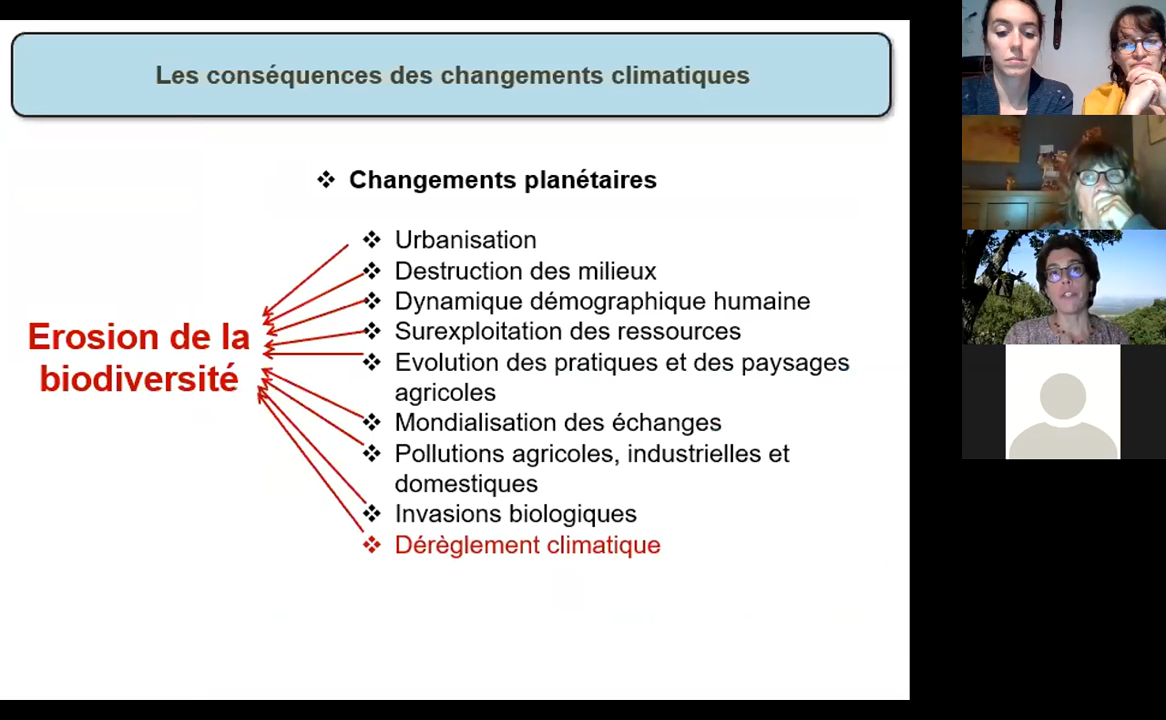 Les conséquences des changements climatiques
❖ Changements planétaires
❖ Urbanisation
❖ Destruction des milieux
❖ Dynamique démographique humaine
❖ Surexploitation des ressources
❖ Evolution des pratiques et des paysages
agricoles
❖ Mondialisation des échanges
❖ Pollutions agricoles, industrielles et
domestiques
❖ Invasions biologiques
❖ Dérèglement climatique
Erosion de la
biodiversité